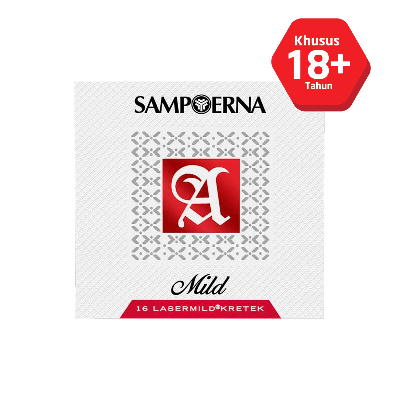 Khusus
18+
Tahun
SAMPOERNA
A
Mild
16 LASERMILD® KRETEK